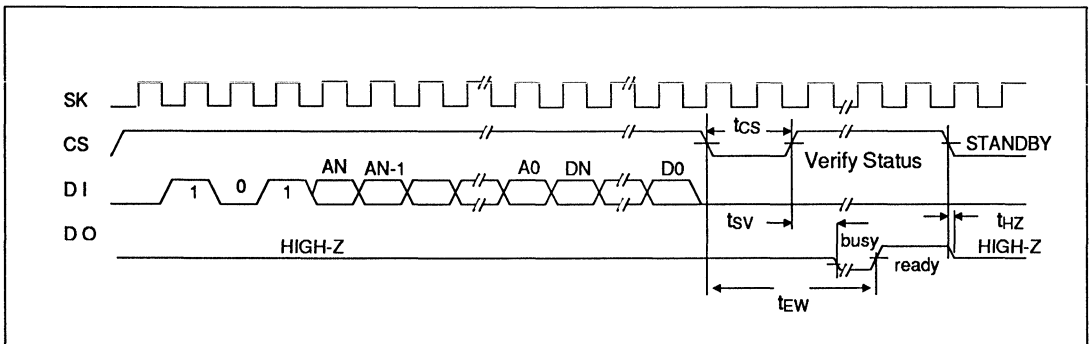 SK
CS
tCS
STANDBY
Verify Status
DI
1 0 1 AN AN-1 A0 DN D0
tSV
tHZ
DO
HIGH-Z
busy
ready
HIGH-Z
tEW